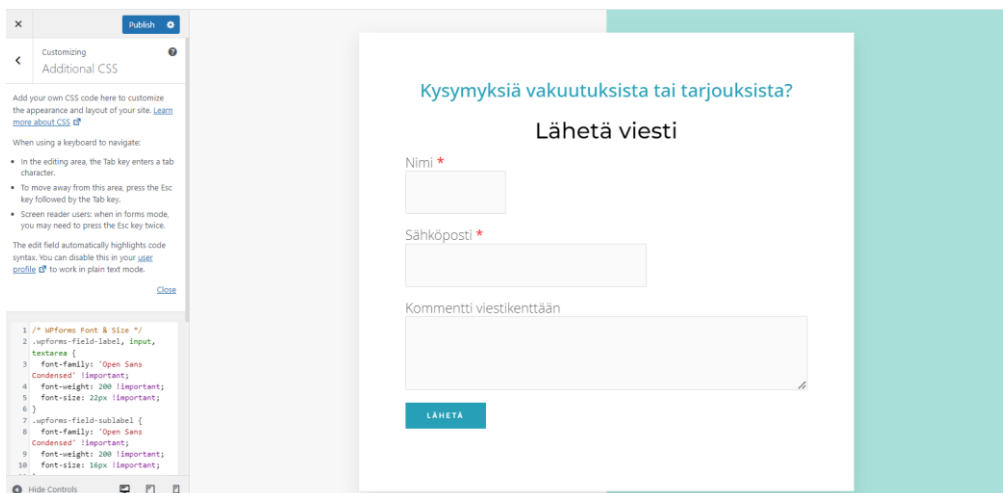 Publish
Customizing
Additional CSS
Add your own CSS code here to customize
the appearance and layout of your site. Learn
more about CSS
When using a keyboard to navigate:
• In the editing area, the Tab key enters a tab
character.
• To move away from this area, press the Esc
key followed by the Tab key.
• Screen reader users: when in forms mode,
you may need to press the Esc key twice.
The edit field automatically highlights code
syntax. You can disable this in your user
profile to work in plain text mode.
Close
1 /* WPforms Font & Size */
2 .wpforms-field-label, input,
textarea {
3 font-family: 'Open Sans
Condensed' !important;
4 font-weight: 200 !important;
5 font-size: 22px !important;
6 }
7 .wpforms-field-sublabel {
8 font-family: 'Open Sans
Condensed' !important;
9 font-weight: 200 !important;
10 font-size: 16px !important;
Hide Controls
Kysymyksiä vakuutuksista tai tarjouksista?
Lähetä viesti
Nimi *
Sähköposti *
Kommentti viestikenttään
LÄHETÄ